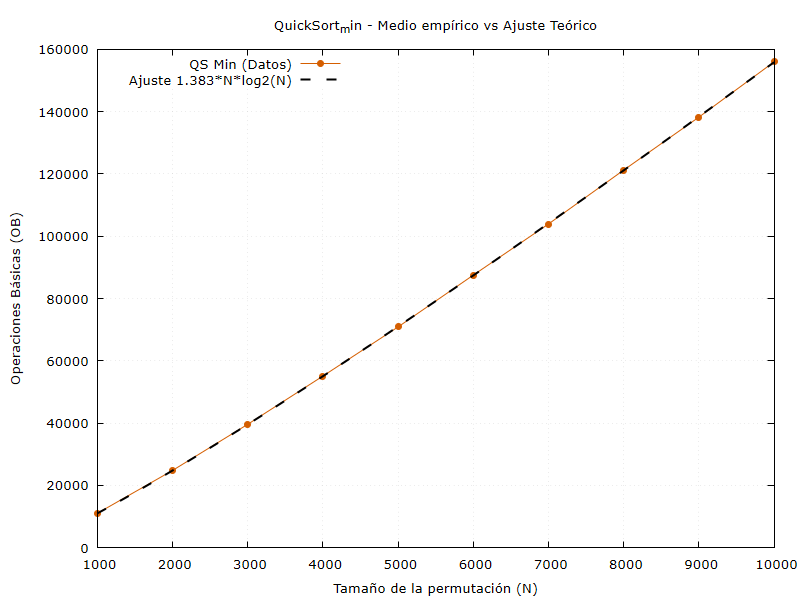 QuickSortmin - Medio empírico vs Ajuste Teórico
160000
140000
120000
100000
80000
60000
40000
20000
0
QS Min (Datos)
Ajuste 1.383*N*log2(N)
Operaciones Básicas (OB)
1000 2000 3000 4000 5000 6000 7000 8000 9000 10000
Tamaño de la permutación (N)